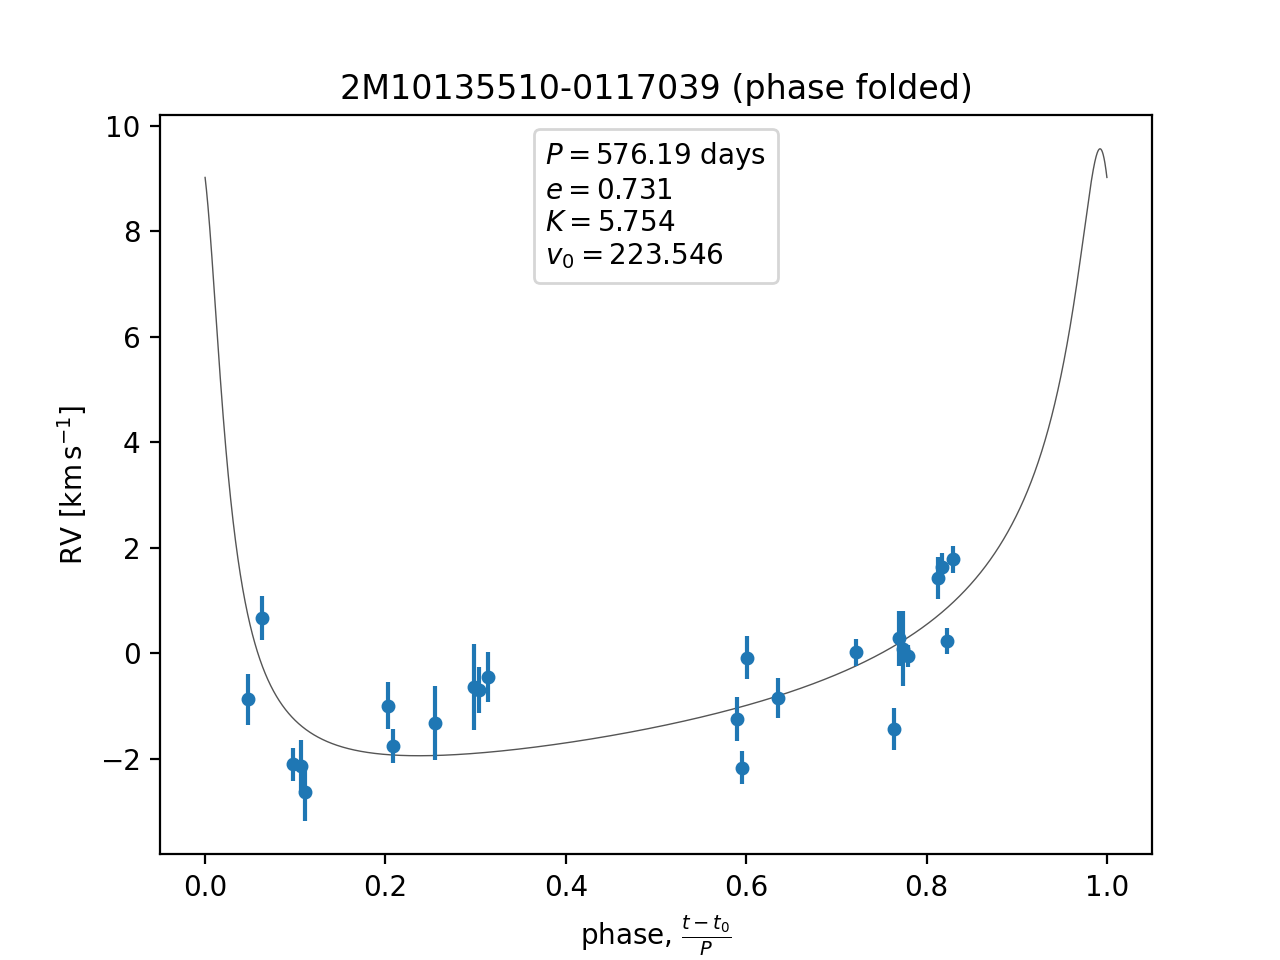 2M10135510-0117039 (phase folded)
P = 576.19 days
e = 0.731
K = 5.754
v₀ = 223.546
10
8
6
4
2
0
−2
RV [km s⁻¹]
0.0 0.2 0.4 0.6 0.8 1.0
phase, (t − t₀)/P